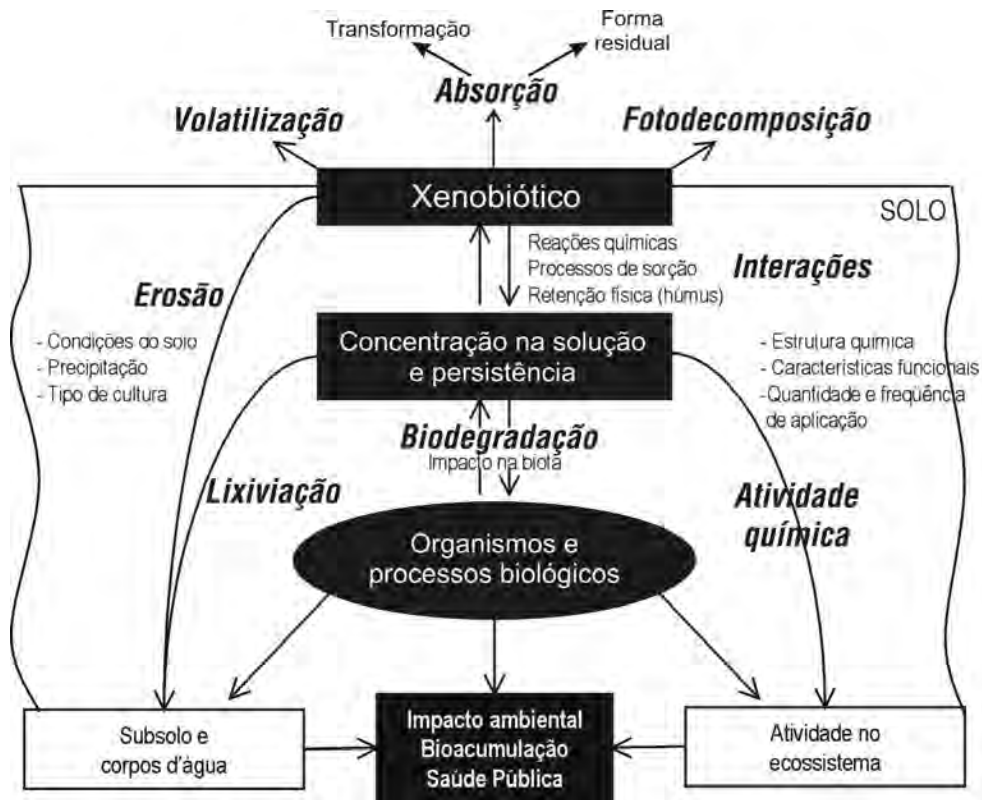 Transformação
Forma
residual
Absorção
Volatilização
Fotodecomposição
Xenobiótico
SOLO
Reações químicas
Processos de sorção
Retenção física (húmus)
Interações
Erosão
- Condições do solo
- Precipitação
- Tipo de cultura
Concentração na solução
e persistência
- Estrutura química
- Características funcionais
- Quantidade e freqüência
de aplicação
Biodegradação
Impacto na biota
Lixiviação
Atividade
química
Organismos e
processos biológicos
Subsolo e
corpos d'água
Impacto ambiental
Bioacumulação
Saúde Pública
Atividade no
ecossistema